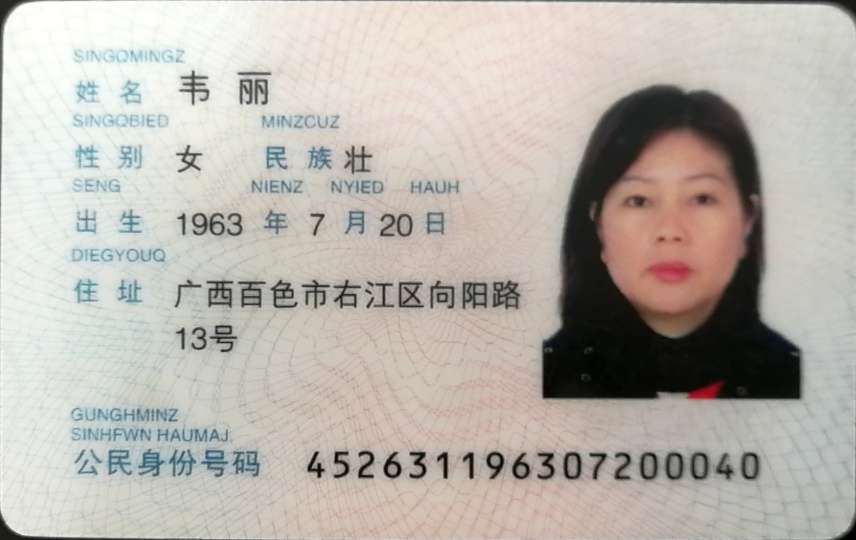 SINGQMINGZ
姓名 韦丽
SINGQBIED MINZCUZ
性别 女 民族 壮
SENG NIENZ NYIED HAUH
出生 1963 年 7 月 20 日
DIEGYOUQ
住址 广西百色市右江区向阳路
13号
GUNGHMINZ
SINHFWN HAUMAJ
公民身份号码 452631196307200040